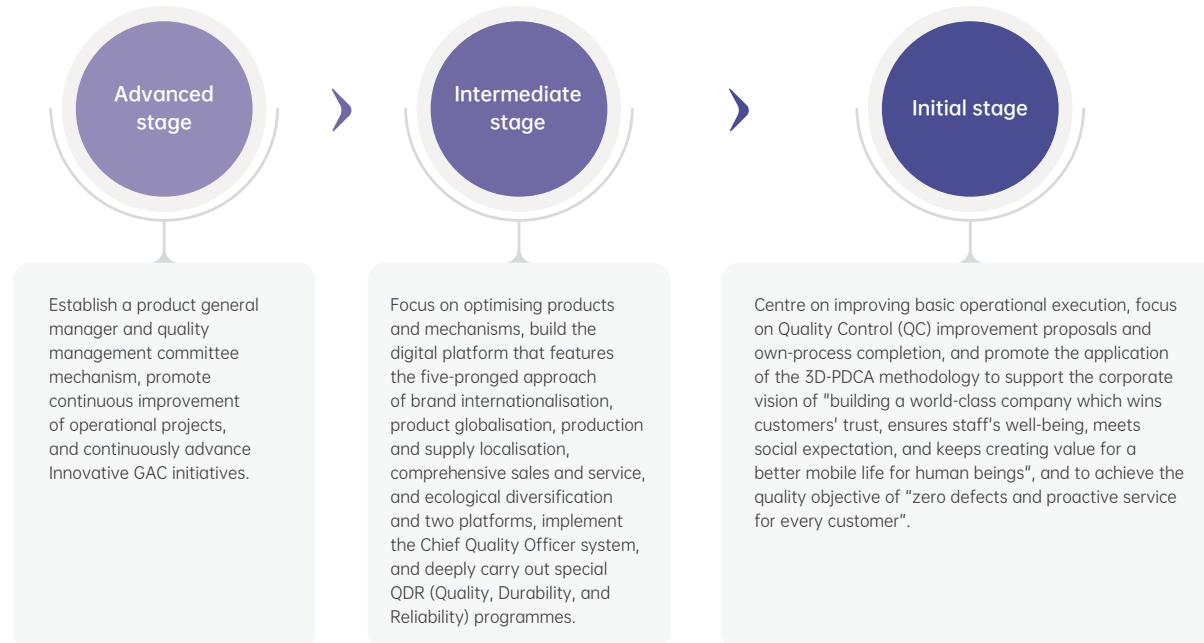 Advanced
stage
Intermediate
stage
Initial stage
Establish a product general
manager and quality
management committee
mechanism, promote
continuous improvement
of operational projects,
and continuously advance
Innovative GAC initiatives.
Focus on optimising products
and mechanisms, build the
digital platform that features
the five-pronged approach
of brand internationalisation,
product globalisation, production
and supply localisation,
comprehensive sales and service,
and ecological diversification
and two platforms, implement
the Chief Quality Officer system,
and deeply carry out special
QDR (Quality, Durability, and
Reliability) programmes.
Centre on improving basic operational execution, focus
on Quality Control (QC) improvement proposals and
own-process completion, and promote the application
of the 3D-PDCA methodology to support the corporate
vision of "building a world-class company which wins
customers' trust, ensures staff's well-being, meets
social expectation, and keeps creating value for a
better mobile life for human beings", and to achieve the
quality objective of "zero defects and proactive service
for every customer".